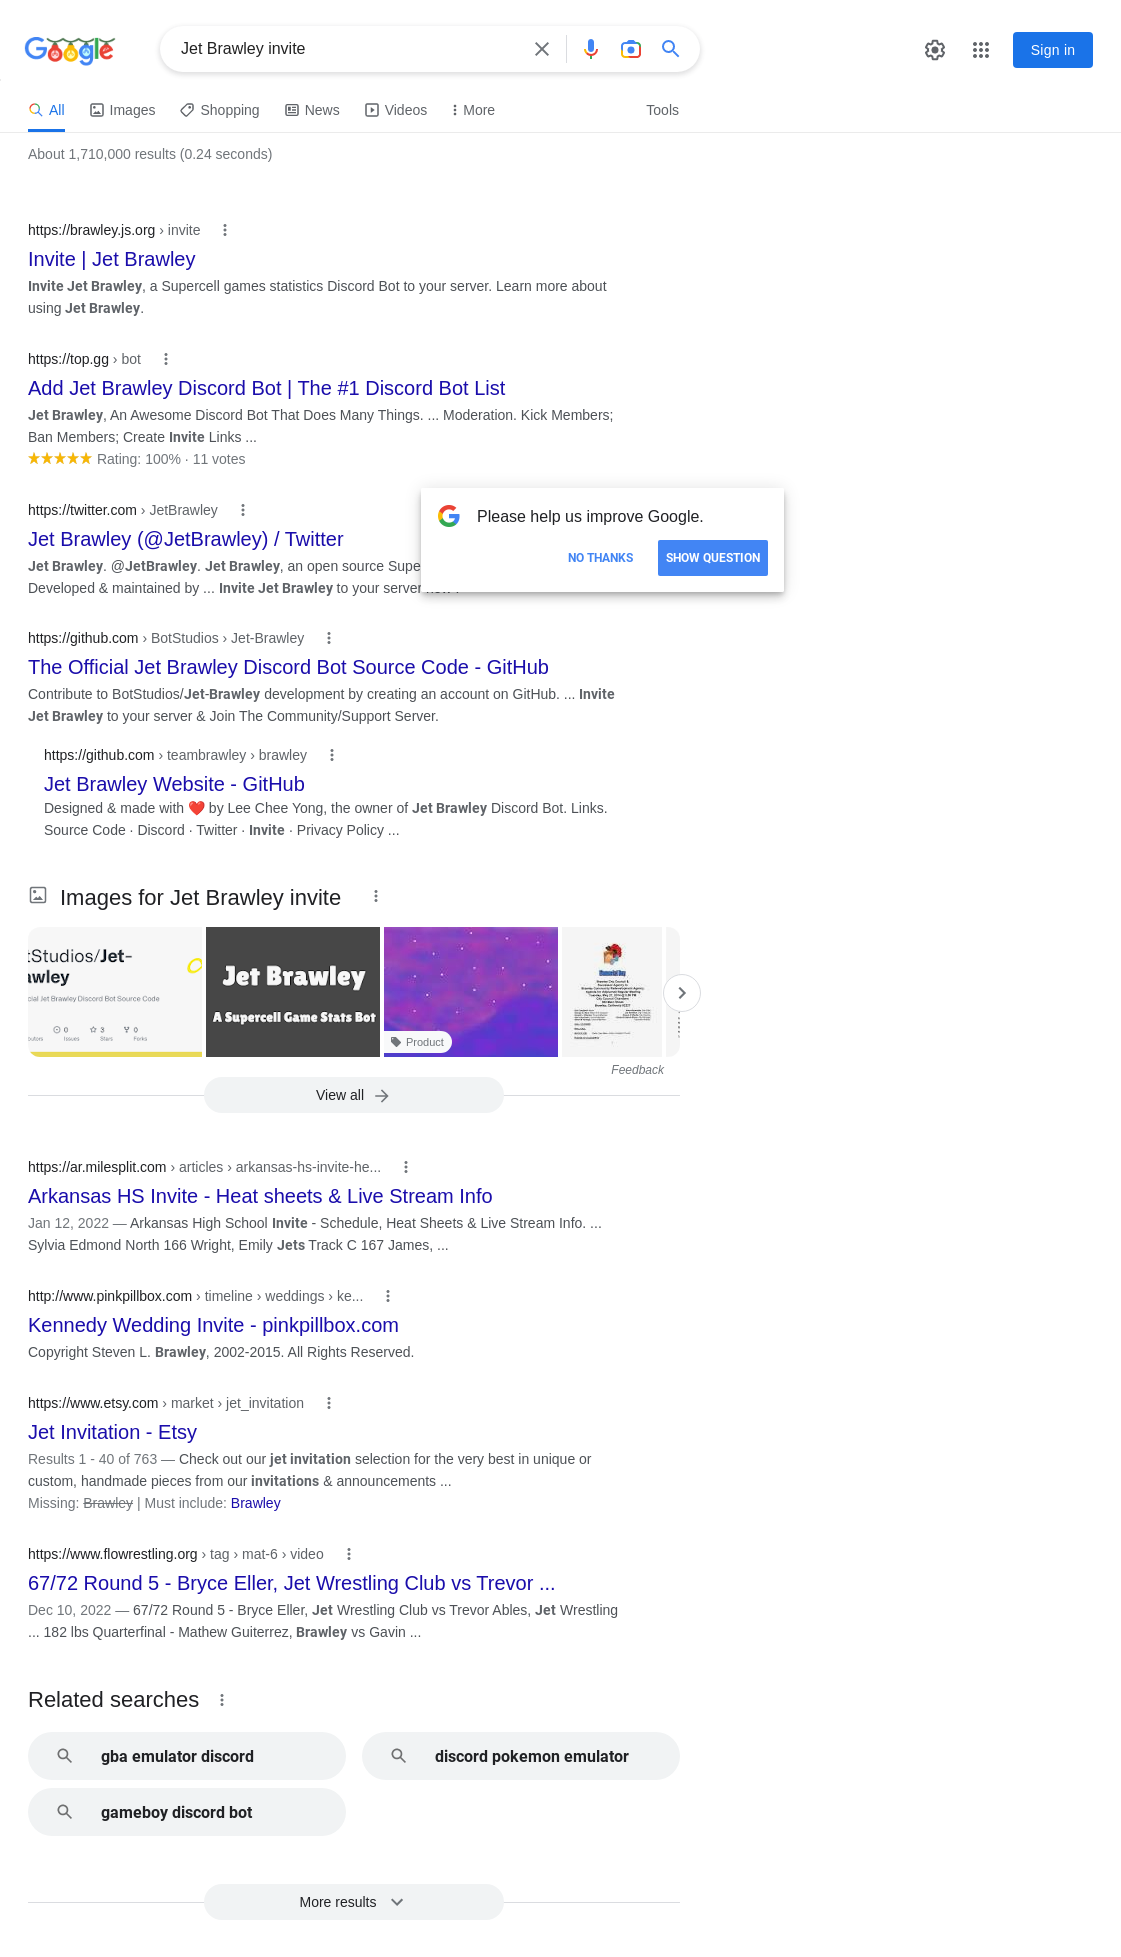 Google
Jet Brawley invite
Sign in
All
Images
Shopping
News
Videos
More
Tools
About 1,710,000 results (0.24 seconds)
https://brawley.js.org › invite
Invite | Jet Brawley
Invite Jet Brawley, a Supercell games statistics Discord Bot to your server. Learn more about
using Jet Brawley.
https://top.gg › bot
Add Jet Brawley Discord Bot | The #1 Discord Bot List
Jet Brawley, An Awesome Discord Bot That Does Many Things. ... Moderation. Kick Members;
Ban Members; Create Invite Links ...
Rating: 100% · 11 votes
https://twitter.com › JetBrawley
Jet Brawley (@JetBrawley) / Twitter
Jet Brawley. @JetBrawley. Jet Brawley, an open source Supe
Developed & maintained by ... Invite Jet Brawley to your server
Please help us improve Google.
NO THANKS
SHOW QUESTION
https://github.com › BotStudios › Jet-Brawley
The Official Jet Brawley Discord Bot Source Code - GitHub
Contribute to BotStudios/Jet-Brawley development by creating an account on GitHub. ... Invite
Jet Brawley to your server & Join The Community/Support Server.
https://github.com › teambrawley › brawley
Jet Brawley Website - GitHub
Designed & made with ❤️ by Lee Chee Yong, the owner of Jet Brawley Discord Bot. Links.
Source Code · Discord · Twitter · Invite · Privacy Policy ...
Images for Jet Brawley invite
tStudios/Jet-
awley
cial Jet Brawley Discord Bot Source Code
0
3
0
Issues
Stars
Forks
Jet Brawley
A Supercell Game Stats Bot
Product
Memorial Day
Feedback
View all
https://ar.milesplit.com › articles › arkansas-hs-invite-he...
Arkansas HS Invite - Heat sheets & Live Stream Info
Jan 12, 2022 — Arkansas High School Invite - Schedule, Heat Sheets & Live Stream Info. ...
Sylvia Edmond North 166 Wright, Emily Jets Track C 167 James, ...
http://www.pinkpillbox.com › timeline › weddings › ke...
Kennedy Wedding Invite - pinkpillbox.com
Copyright Steven L. Brawley, 2002-2015. All Rights Reserved.
https://www.etsy.com › market › jet_invitation
Jet Invitation - Etsy
Results 1 - 40 of 763 — Check out our jet invitation selection for the very best in unique or
custom, handmade pieces from our invitations & announcements ...
Missing: Brawley | Must include: Brawley
https://www.flowrestling.org › tag › mat-6 › video
67/72 Round 5 - Bryce Eller, Jet Wrestling Club vs Trevor ...
Dec 10, 2022 — 67/72 Round 5 - Bryce Eller, Jet Wrestling Club vs Trevor Ables, Jet Wrestling
... 182 lbs Quarterfinal - Mathew Guiterrez, Brawley vs Gavin ...
Related searches
gba emulator discord
discord pokemon emulator
gameboy discord bot
More results